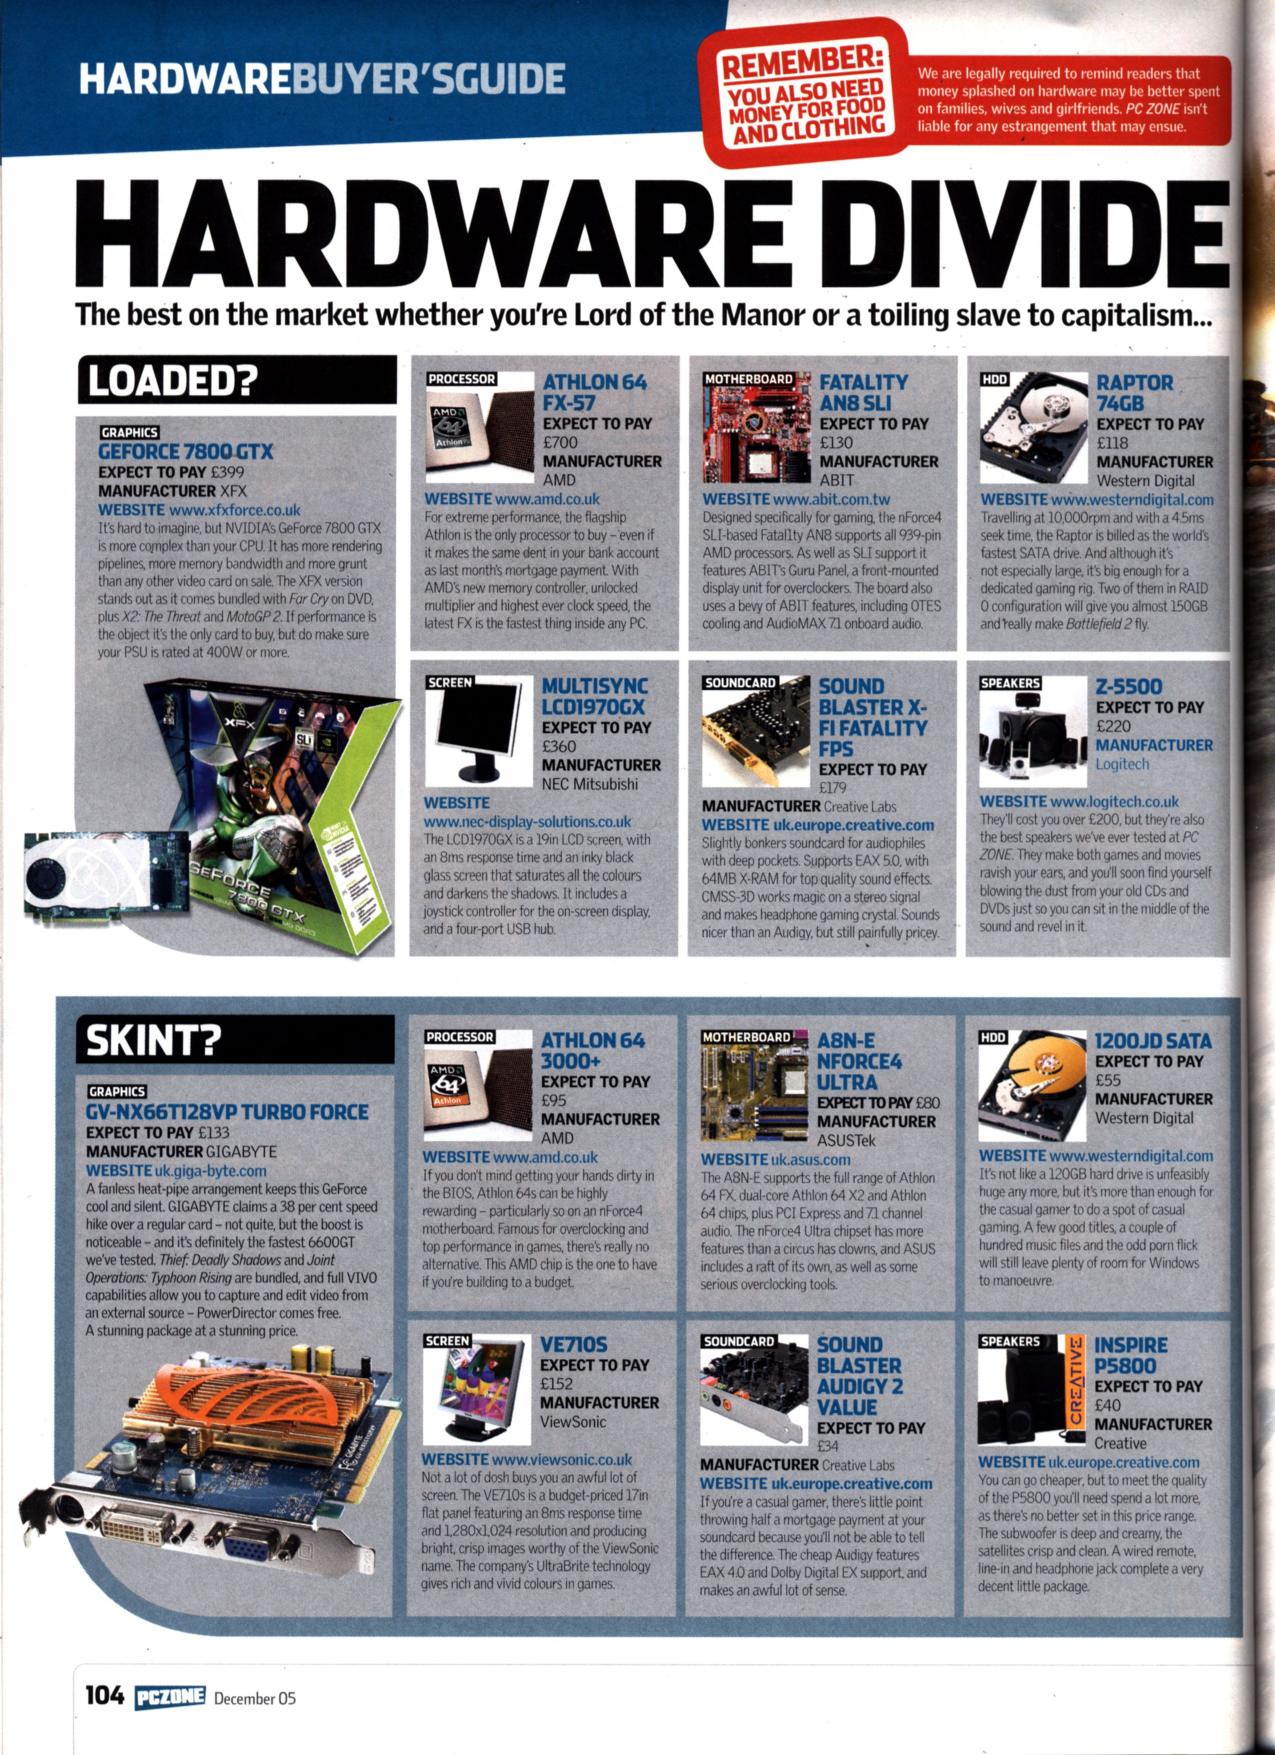 HARDWAREBUYER'SGUIDE
REMEMBER:
YOU ALSO NEED
MONEY FOR FOOD
AND CLOTHING
We are legally required to remind readers that
money splashed on hardware may be better spent
on families, wives and girlfriends. PC ZONE isn't
liable for any estrangement that may ensue.
HARDWARE DIVIDE
The best on the market whether you're Lord of the Manor or a toiling slave to capitalism...
LOADED?
GRAPHICS
GEFORCE 7800 GTX
EXPECT TO PAY £399
MANUFACTURER XFX
WEBSITE www.xfxforce.co.uk
It's hard to imagine, but NVIDIA's GeForce 7800 GTX
is more complex than your CPU. It has more rendering
pipelines, more memory bandwidth and more grunt
than any other video card on sale. The XFX version
stands out as it comes bundled with Far Cry on DVD,
plus X2: The Threat and MotoGP 2. If performance is
the object it's the only card to buy, but do make sure
your PSU is rated at 400W or more.
XFX
SLI
GEFORCE
7800 GTX
PROCESSOR
AMD
64
Athlon
ATHLON 64
FX-57
EXPECT TO PAY
£700
MANUFACTURER
AMD
WEBSITE www.amd.co.uk
For extreme performance, the flagship
Athlon is the only processor to buy – even if
it makes the same dent in your bank account
as last month's mortgage payment. With
AMD's new memory controller, unlocked
multiplier and highest ever clock speed, the
latest FX is the fastest thing inside any PC.
MOTHERBOARD
FATAL1TY
AN8 SLI
EXPECT TO PAY
£130
MANUFACTURER
ABIT
WEBSITE www.abit.com.tw
Designed specifically for gaming, the nForce4
SLI-based Fatal1ty AN8 supports all 939-pin
AMD processors. As well as SLI support it
features ABIT's Guru Panel, a front-mounted
display unit for overclockers. The board also
uses a bevy of ABIT features, including OTES
cooling and AudioMAX 7.1 onboard audio.
HDD
RAPTOR
74GB
EXPECT TO PAY
£118
MANUFACTURER
Western Digital
WEBSITE www.westerndigital.com
Travelling at 10,000rpm and with a 4.5ms
seek time, the Raptor is billed as the world's
fastest SATA drive. And although it's
not especially large, it's big enough for a
dedicated gaming rig. Two of them in RAID
0 configuration will give you almost 150GB
and really make Battlefield 2 fly.
SCREEN
MULTISYNC
LCD1970GX
EXPECT TO PAY
£360
MANUFACTURER
NEC Mitsubishi
WEBSITE
www.nec-display-solutions.co.uk
The LCD1970GX is a 19in LCD screen, with
an 8ms response time and an inky black
glass screen that saturates all the colours
and darkens the shadows. It includes a
joystick controller for the on-screen display,
and a four-port USB hub.
SOUNDCARD
SOUND
BLASTER X-
FI FATAL1TY
FPS
EXPECT TO PAY
£179
MANUFACTURER Creative Labs
WEBSITE uk.europe.creative.com
Slightly bonkers soundcard for audiophiles
with deep pockets. Supports EAX 5.0, with
64MB X-RAM for top quality sound effects.
CMSS-3D works magic on a stereo signal
and makes headphone gaming crystal. Sounds
nicer than an Audigy, but still painfully pricey.
SPEAKERS
Z-5500
EXPECT TO PAY
£220
MANUFACTURER
Logitech
WEBSITE www.logitech.co.uk
They'll cost you over £200, but they're also
the best speakers we've ever tested at PC
ZONE. They make both games and movies
ravish your ears, and you'll soon find yourself
blowing the dust from your old CDs and
DVDs just so you can sit in the middle of the
sound and revel in it.
SKINT?
GRAPHICS
GV-NX66T128VP TURBO FORCE
EXPECT TO PAY £133
MANUFACTURER GIGABYTE
WEBSITE uk.giga-byte.com
A fanless heat-pipe arrangement keeps this GeForce
cool and silent. GIGABYTE claims a 38 per cent speed
hike over a regular card – not quite, but the boost is
noticeable – and it's definitely the fastest 6600GT
we've tested. Thief: Deadly Shadows and Joint
Operations: Typhoon Rising are bundled, and full VIVO
capabilities allow you to capture and edit video from
an external source – PowerDirector comes free.
A stunning package at a stunning price.
GIGABYTE
PROCESSOR
AMD
64
Athlon
ATHLON 64
3000+
EXPECT TO PAY
£95
MANUFACTURER
AMD
WEBSITE www.amd.co.uk
If you don't mind getting your hands dirty in
the BIOS, Athlon 64s can be highly
rewarding – particularly so on an nForce4
motherboard. Famous for overclocking and
top performance in games, there's really no
alternative. This AMD chip is the one to have
if you're building to a budget.
MOTHERBOARD
A8N-E
NFORCE4
ULTRA
EXPECT TO PAY £80
MANUFACTURER
ASUSTek
WEBSITE uk.asus.com
The A8N-E supports the full range of Athlon
64 FX, dual-core Athlon 64 X2 and Athlon
64 chips, plus PCI Express and 7.1 channel
audio. The nForce4 Ultra chipset has more
features than a circus has clowns, and ASUS
includes a raft of its own, as well as some
serious overclocking tools.
HDD
1200JD SATA
EXPECT TO PAY
£55
MANUFACTURER
Western Digital
WEBSITE www.westerndigital.com
It's not like a 120GB hard drive is unfeasibly
huge any more, but it's more than enough for
the casual gamer to do a spot of casual
gaming. A few good titles, a couple of
hundred music files and the odd porn flick
will still leave plenty of room for Windows
to manoeuvre.
SCREEN
VE710S
EXPECT TO PAY
£152
MANUFACTURER
ViewSonic
WEBSITE www.viewsonic.co.uk
Not a lot of dosh buys you an awful lot of
screen. The VE710s is a budget-priced 17in
flat panel featuring an 8ms response time
and 1,280x1,024 resolution and producing
bright, crisp images worthy of the ViewSonic
name. The company's UltraBrite technology
gives rich and vivid colours in games.
SOUNDCARD
SOUND
BLASTER
AUDIGY 2
VALUE
EXPECT TO PAY
£34
MANUFACTURER Creative Labs
WEBSITE uk.europe.creative.com
If you're a casual gamer, there's little point
throwing half a mortgage payment at your
soundcard because you'll not be able to tell
the difference. The cheap Audigy features
EAX 4.0 and Dolby Digital EX support, and
makes an awful lot of sense.
SPEAKERS
CREATIVE
INSPIRE
P5800
EXPECT TO PAY
£40
MANUFACTURER
Creative
WEBSITE uk.europe.creative.com
You can go cheaper, but to meet the quality
of the P5800 you'll need spend a lot more,
as there's no better set in this price range.
The subwoofer is deep and creamy, the
satellites crisp and clean. A wired remote,
line-in and headphone jack complete a very
decent little package.
104 PCZONE December 05